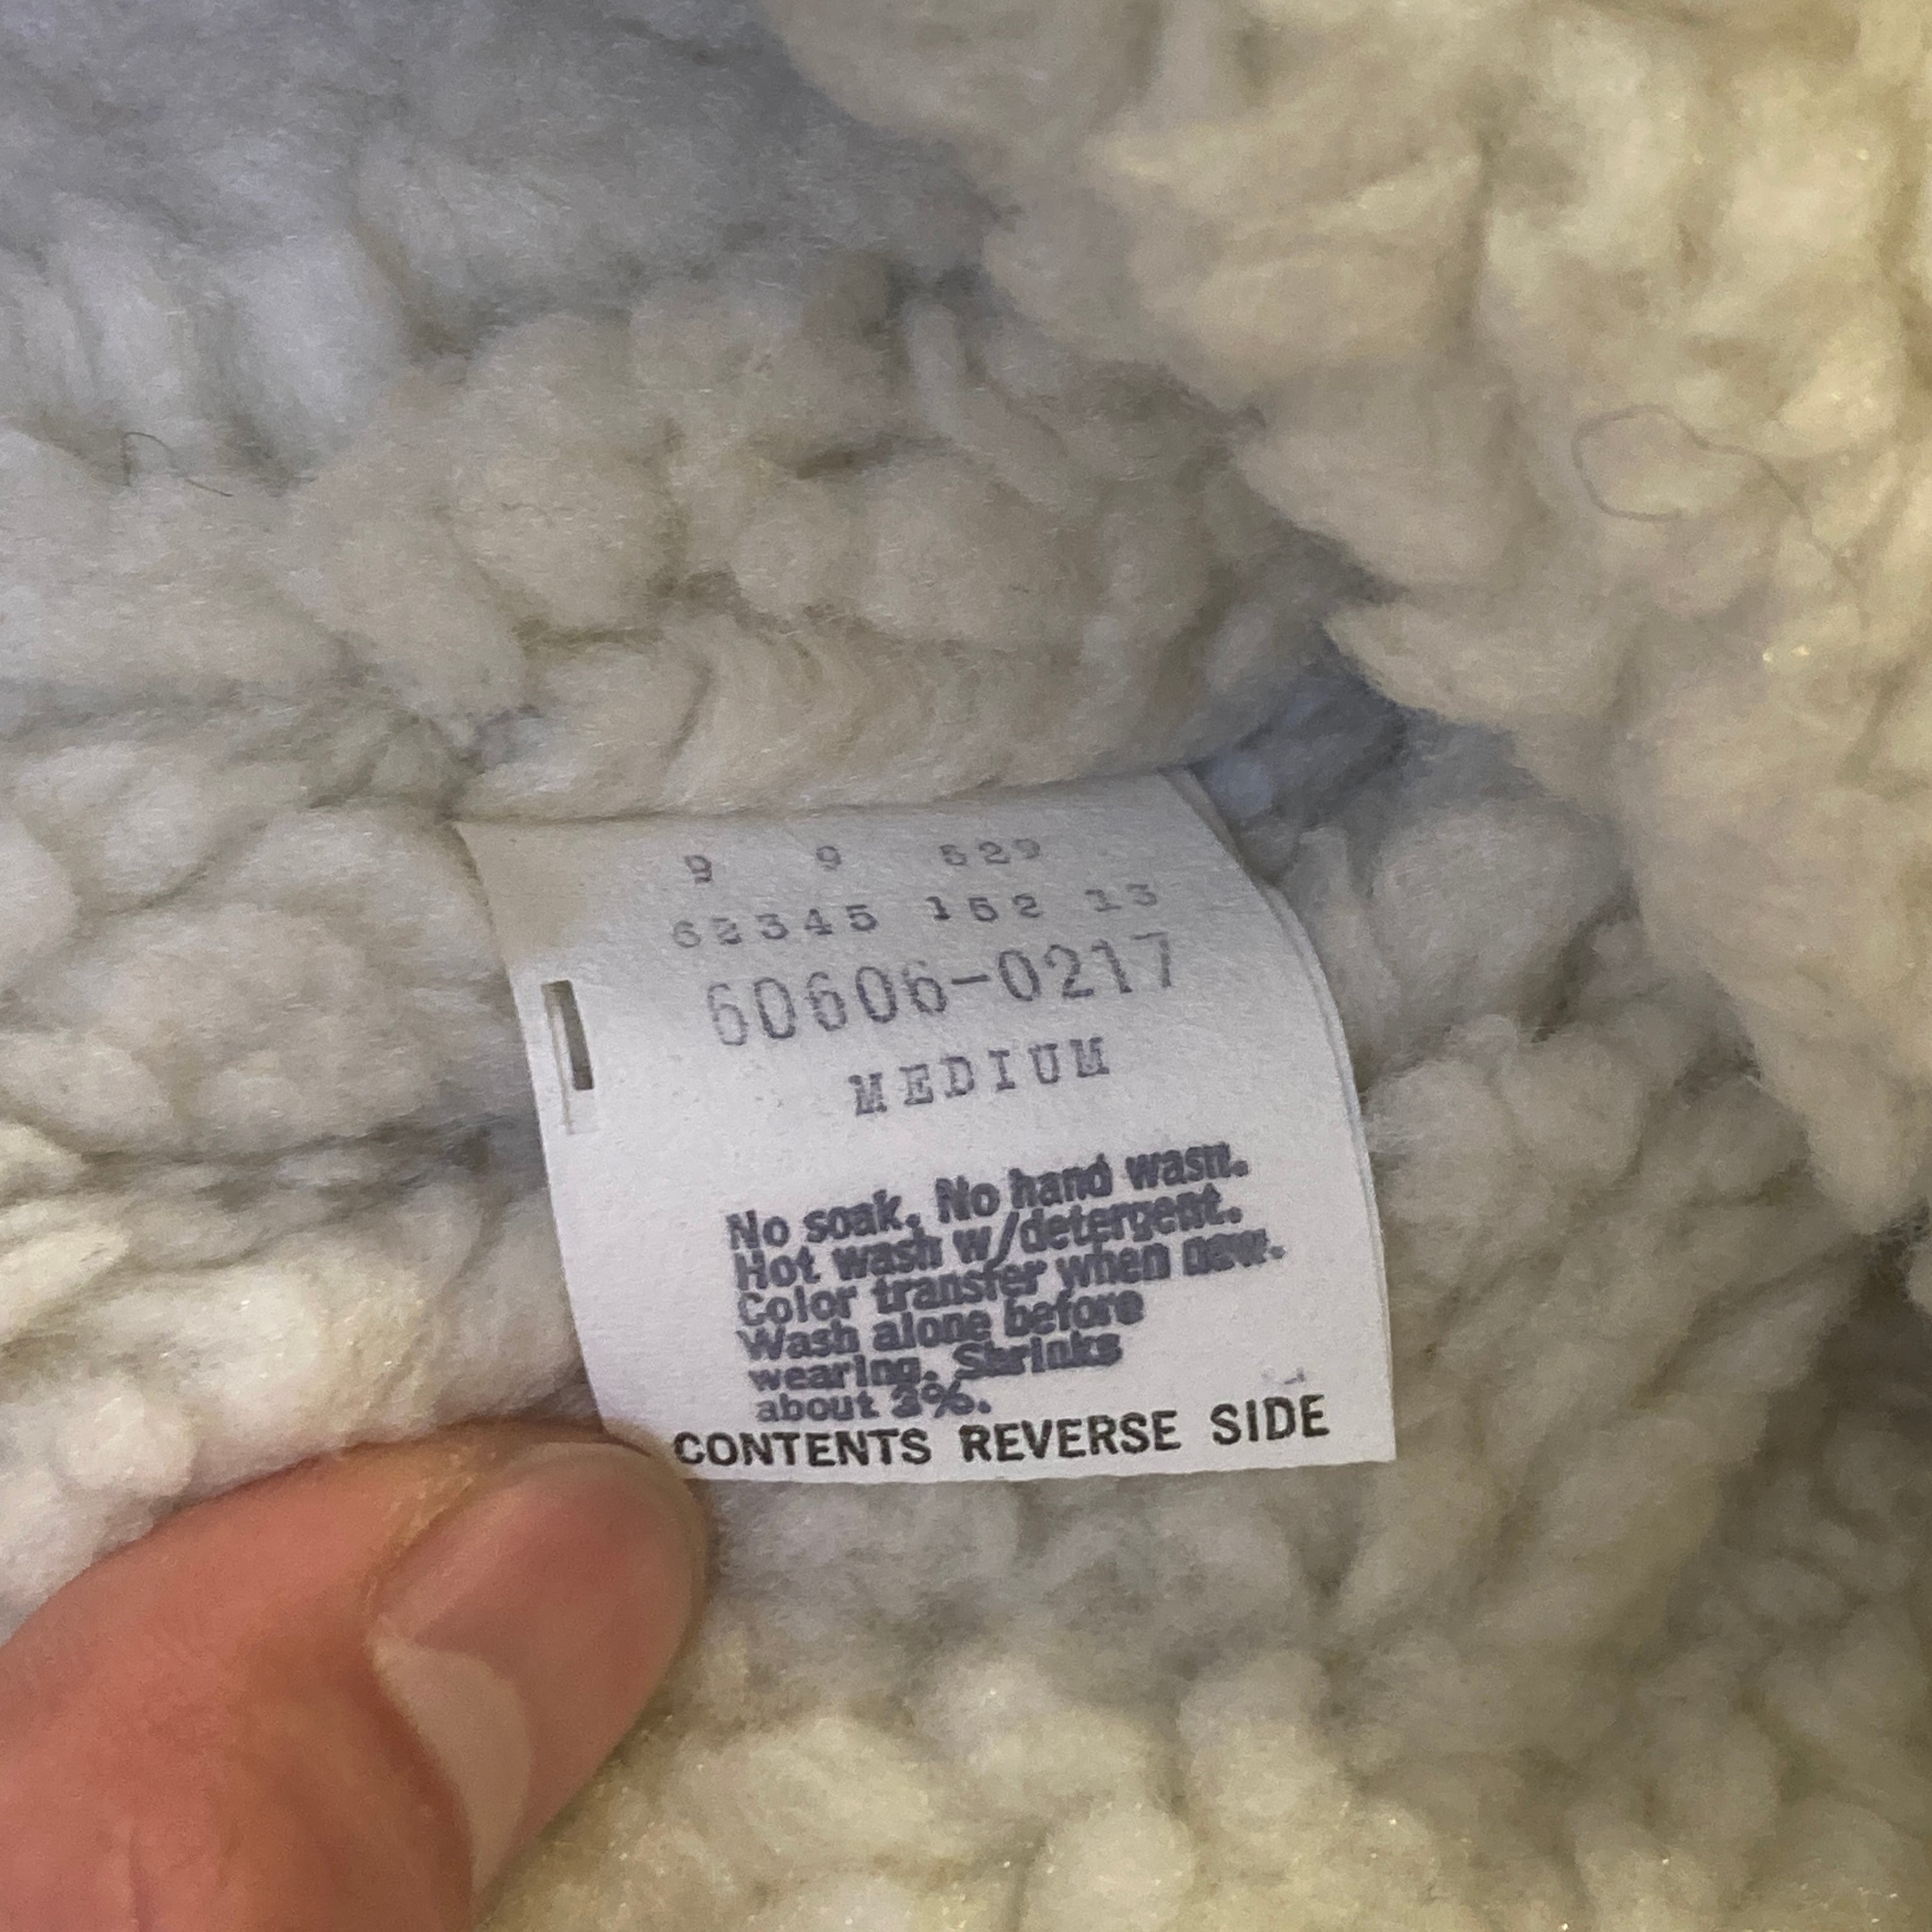 9 9 529
62345 152 13
60606-0217
MEDIUM
No soak. No hand wash.
Hot wash w/detergent.
Color transfer when new.
Wash alone before
wearing. Shrinks
about 3%.
CONTENTS REVERSE SIDE